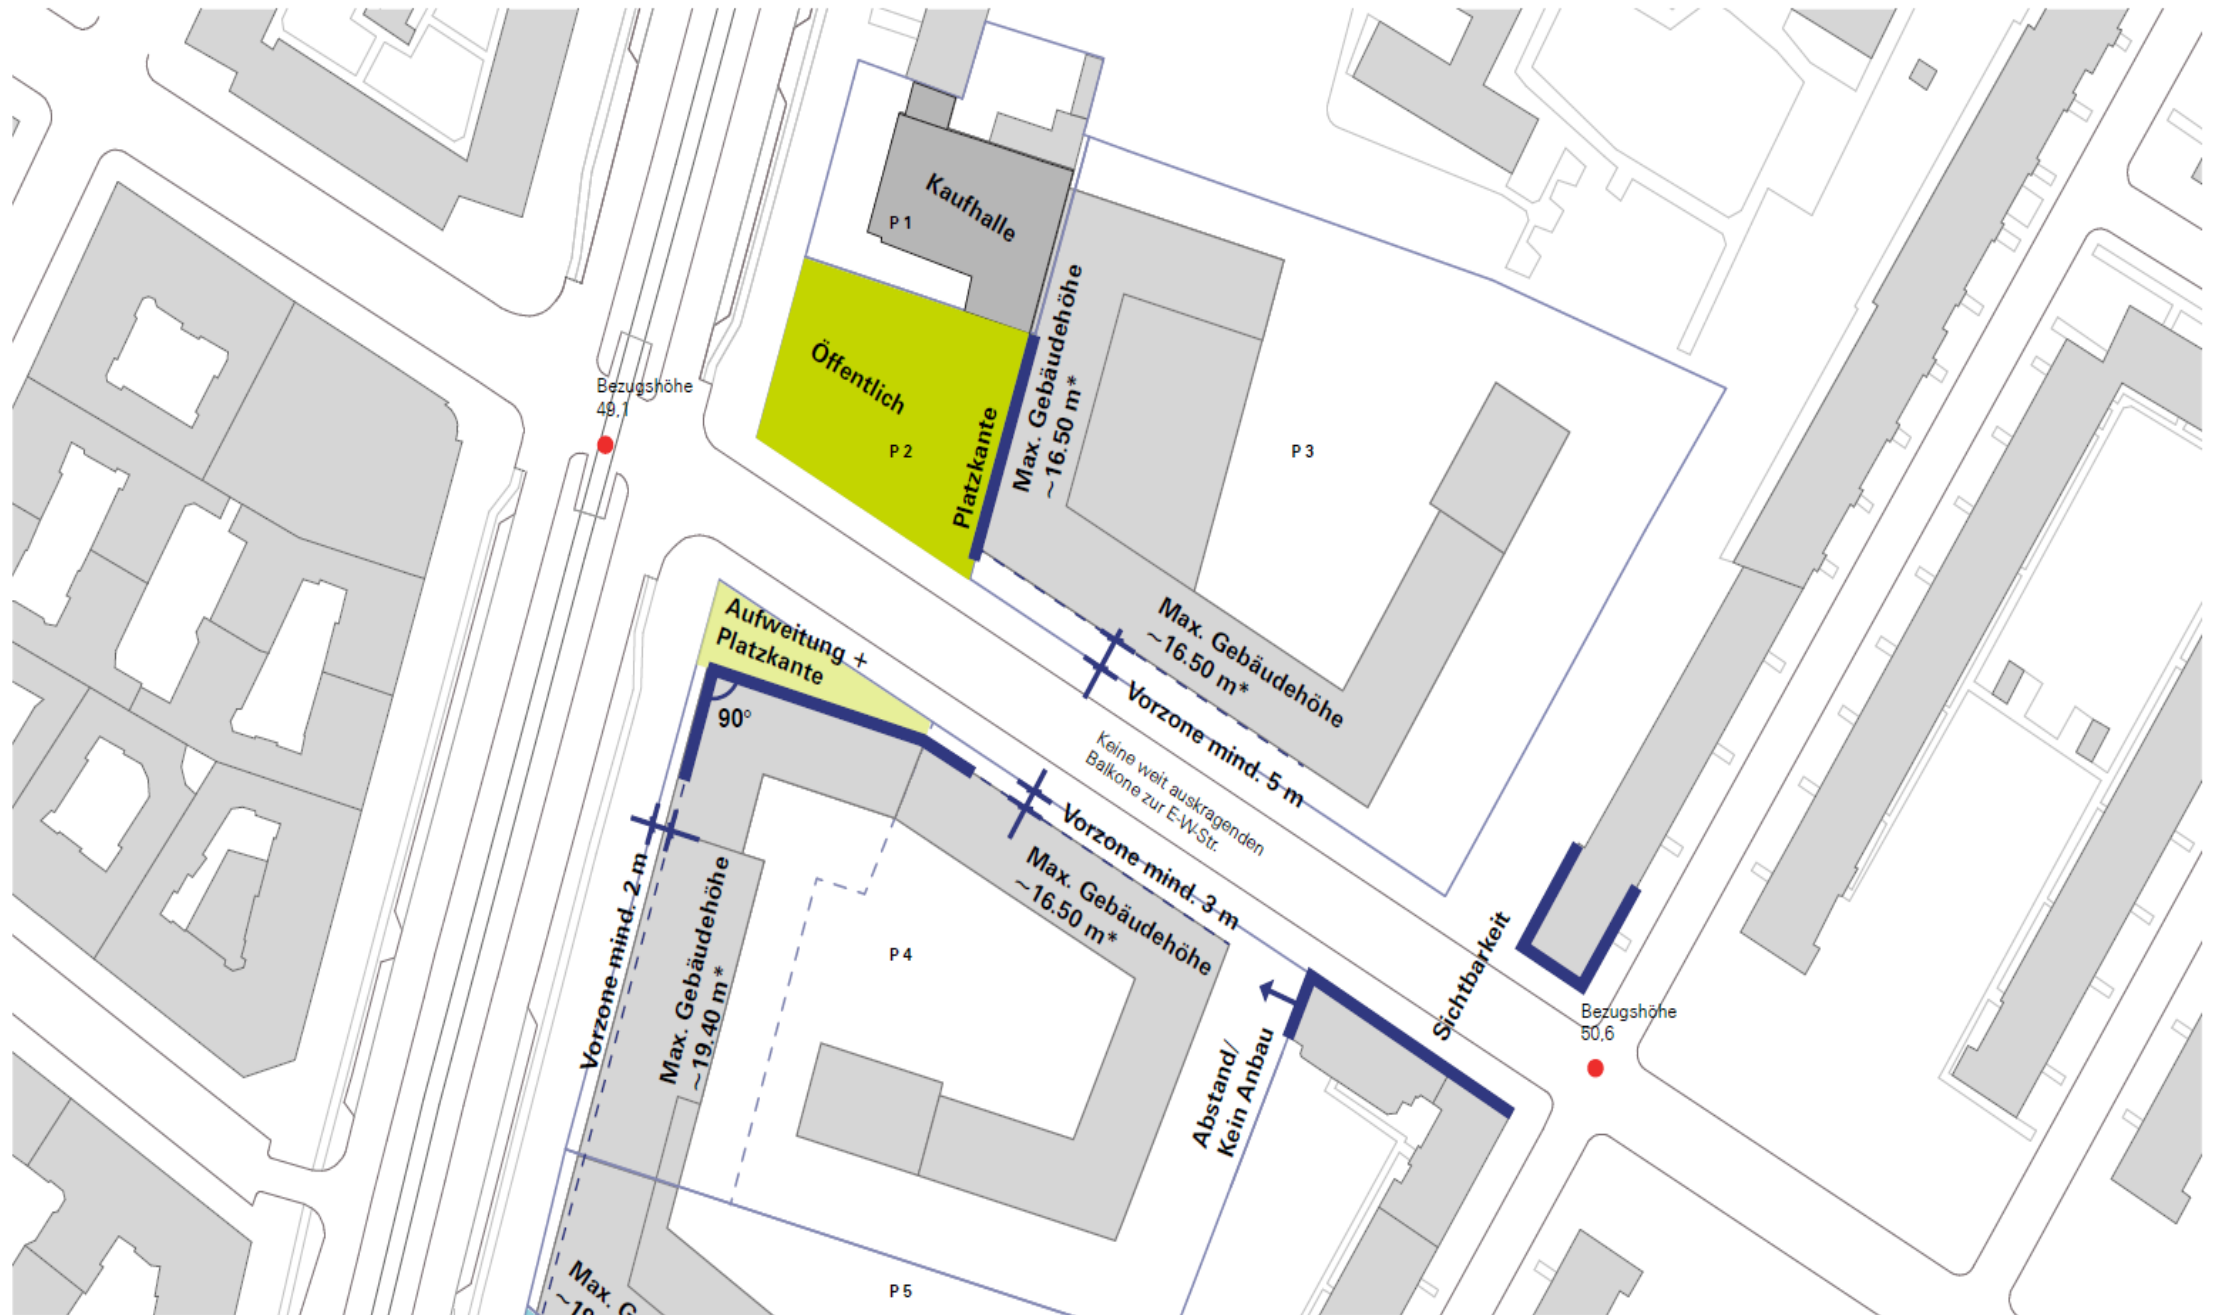 Kaufhalle
P 1
Öffentlich
P 2
Platzkante
Max. Gebäudehöhe
~16.50 m*
P 3
Bezugshöhe
49,1
Aufweitung +
Platzkante
90°
Max. Gebäudehöhe
~16.50 m*
Vorzone mind. 5 m
Keine weit auskragenden
Balkone zur E-W-Str.
Vorzone mind. 3 m
Max. Gebäudehöhe
~16.50 m*
Vorzone mind. 2 m
Max. Gebäudehöhe
~19.40 m*
P 4
Sichtbarkeit
Abstand/
Kein Anbau
Bezugshöhe
50,6
P 5
Max. G
~19